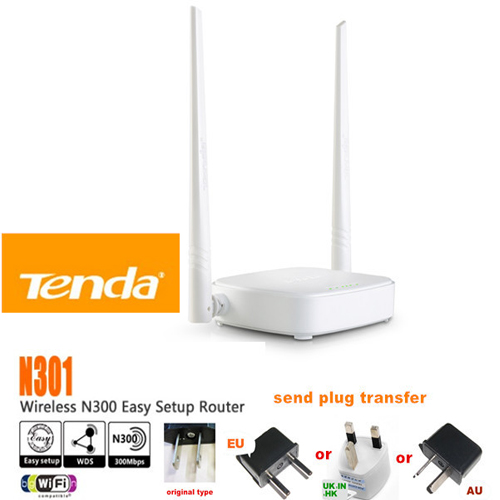 Tenda
N301
Wireless N300 Easy Setup Router
send plug transfer
Easy setup
WDS
N300
300Mbps
WiFi
compatible
original type
EU
or
UK·IN
·HK
or
AU